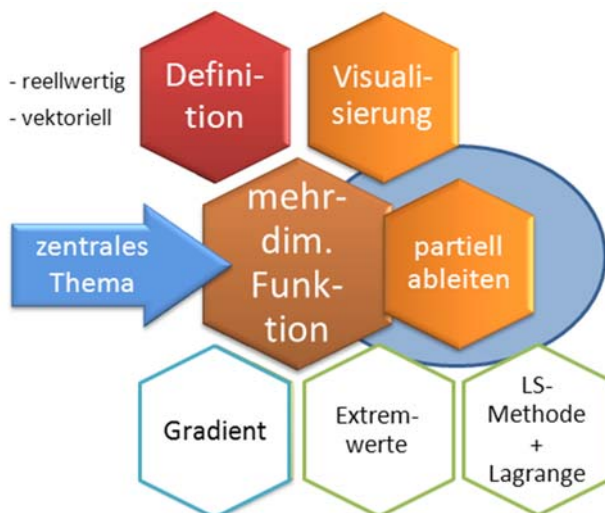 - reellwertig
- vektoriell
Defini-
tion
Visuali-
sierung
zentrales
Thema
mehr-
dim.
Funk-
tion
partiell
ableiten
Gradient
Extrem-
werte
LS-
Methode
+
Lagrange